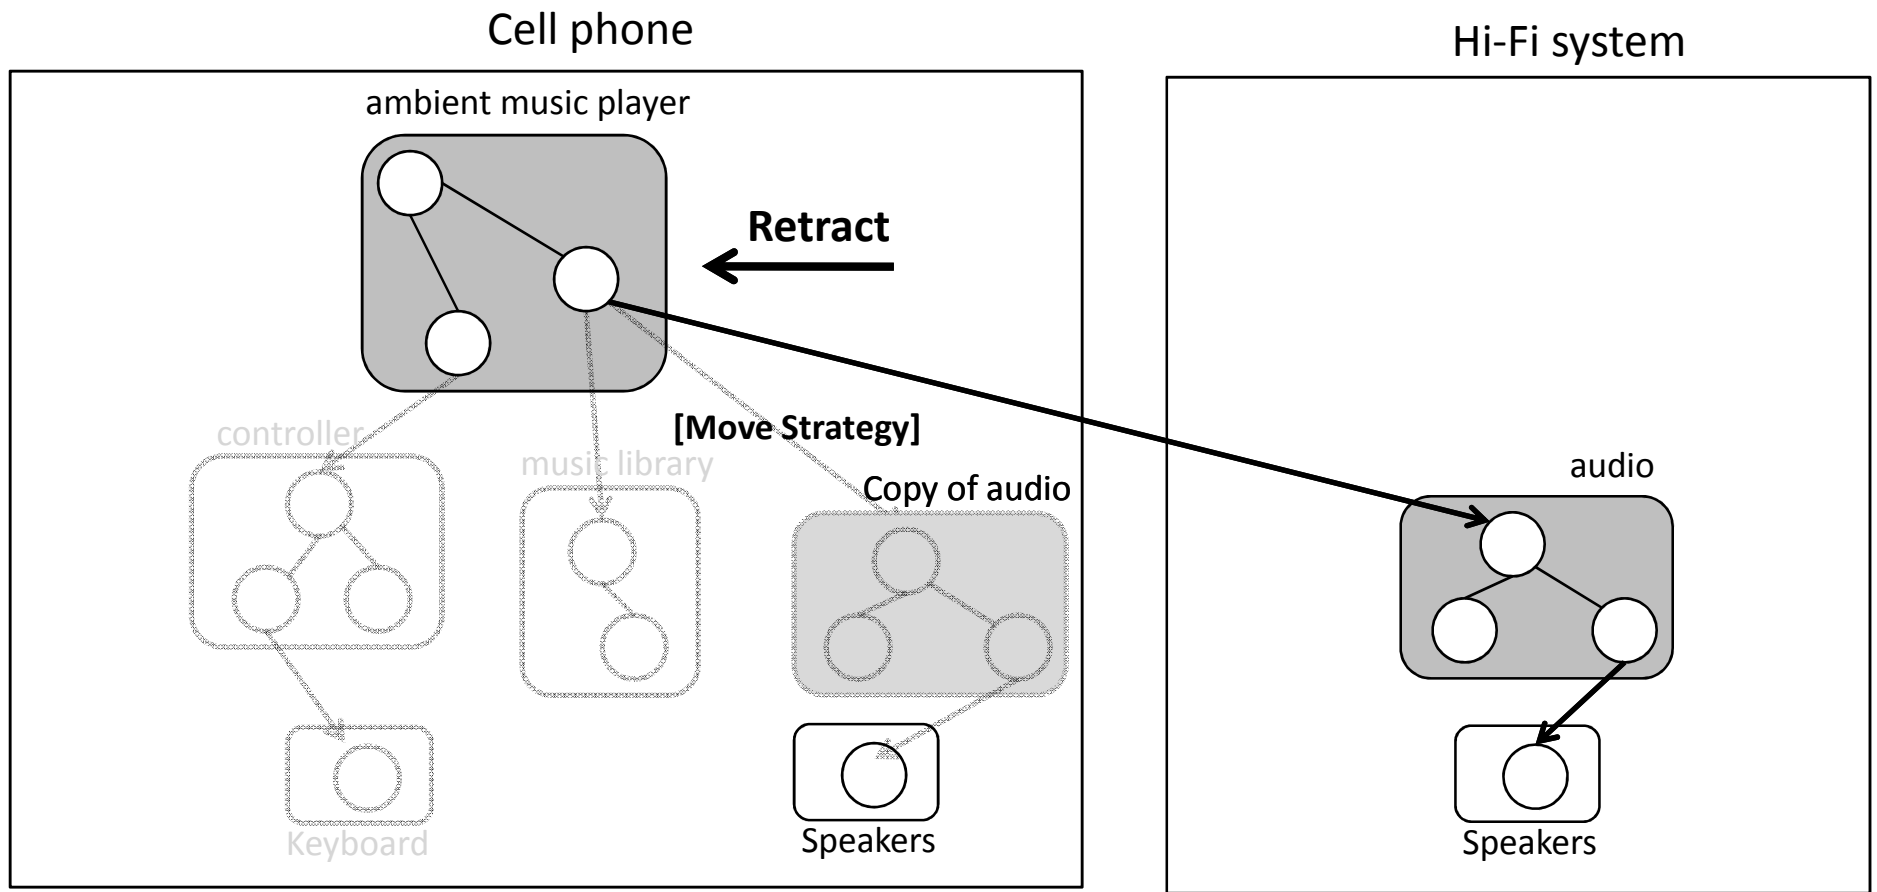 Cell phone
Hi-Fi system
ambient music player
Retract
[Move Strategy]
controller
music library
audio
Copy of audio
Speakers
Keyboard
Speakers